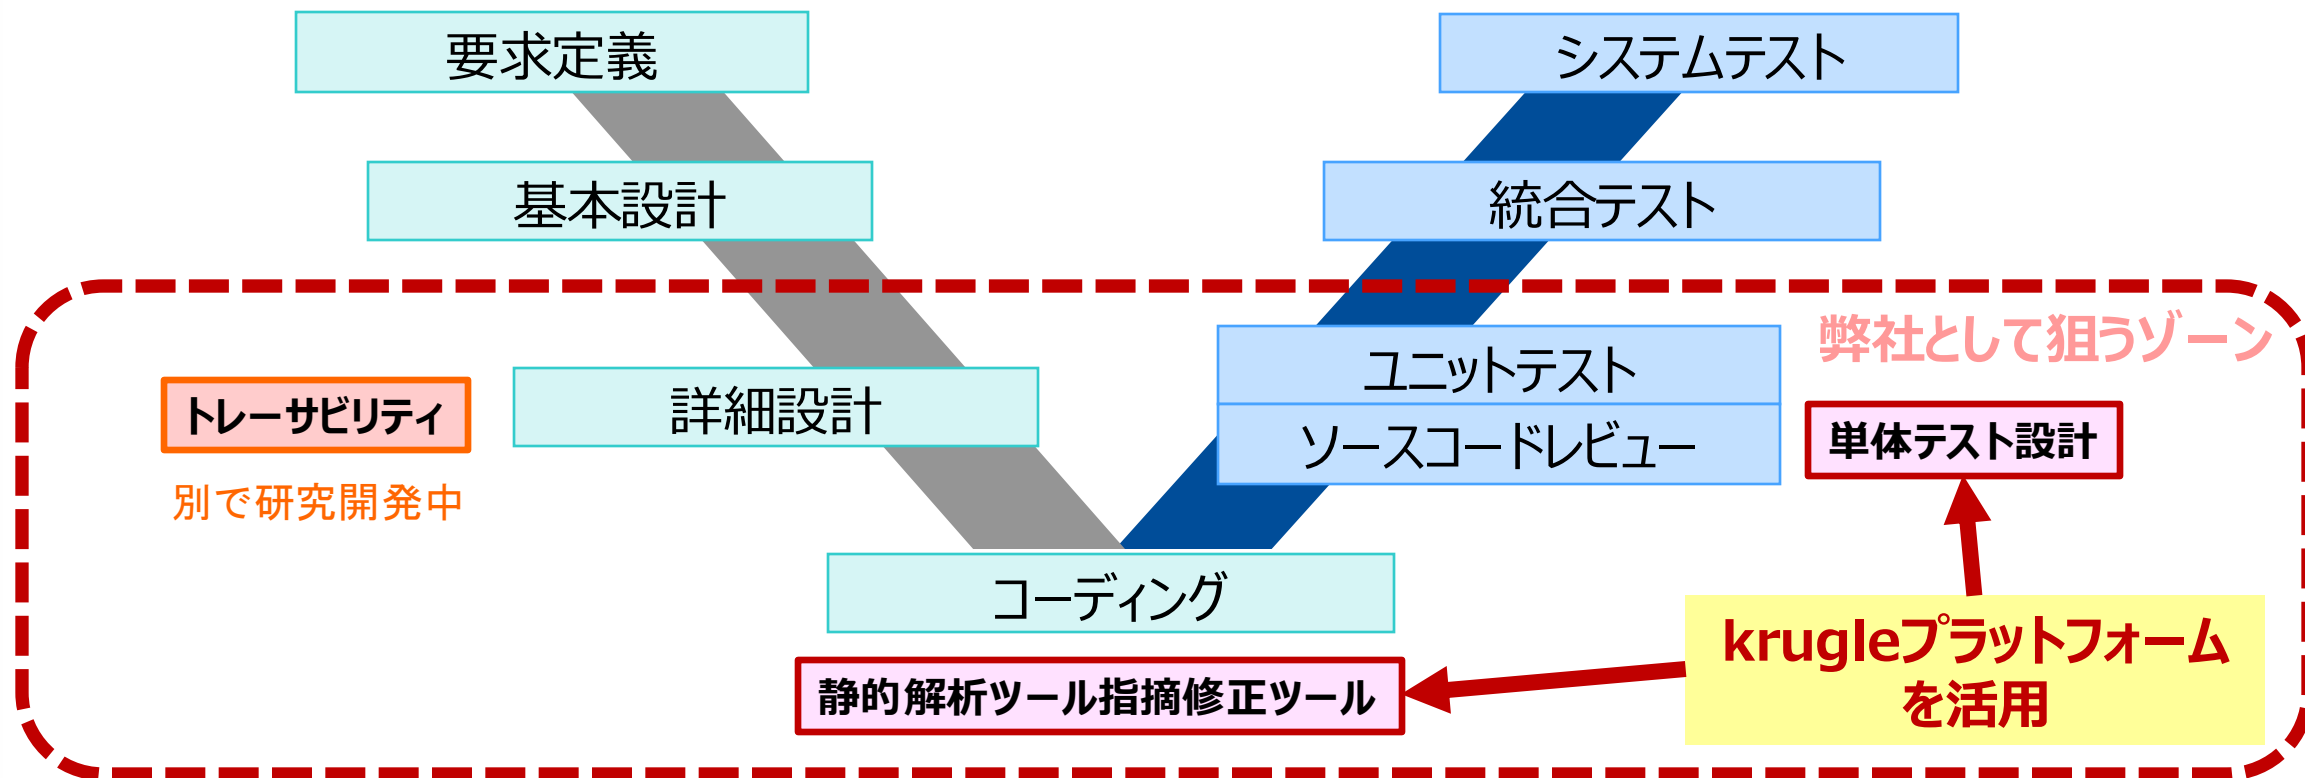 要求定義
システムテスト
基本設計
統合テスト
弊社として狙うゾーン
ユニットテスト
トレーサビリティ
詳細設計
ソースコードレビュー
単体テスト設計
別で研究開発中
コーディング
krugleプラットフォーム
を活用
静的解析ツール指摘修正ツール